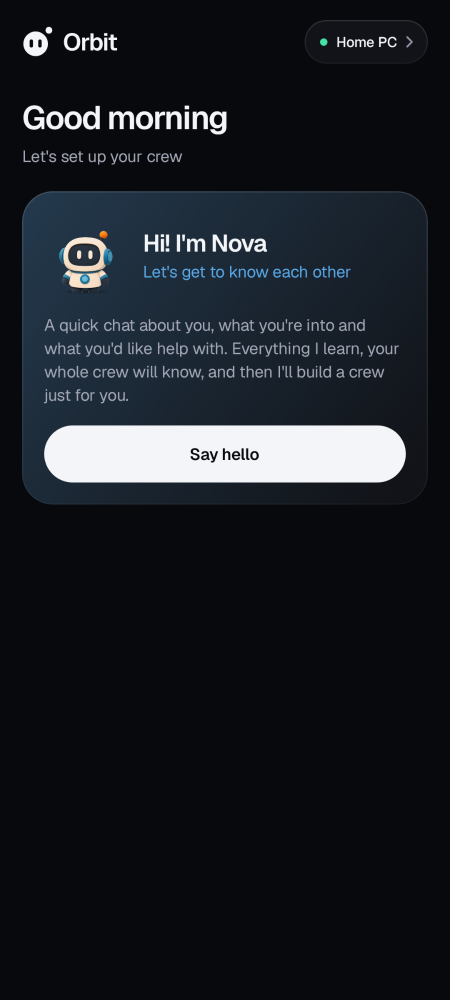 Orbit
Home PC
Good morning
Let's set up your crew
Hi! I'm Nova
Let's get to know each other
A quick chat about you, what you're into and
what you'd like help with. Everything I learn, your
whole crew will know, and then I'll build a crew
just for you.
Say hello